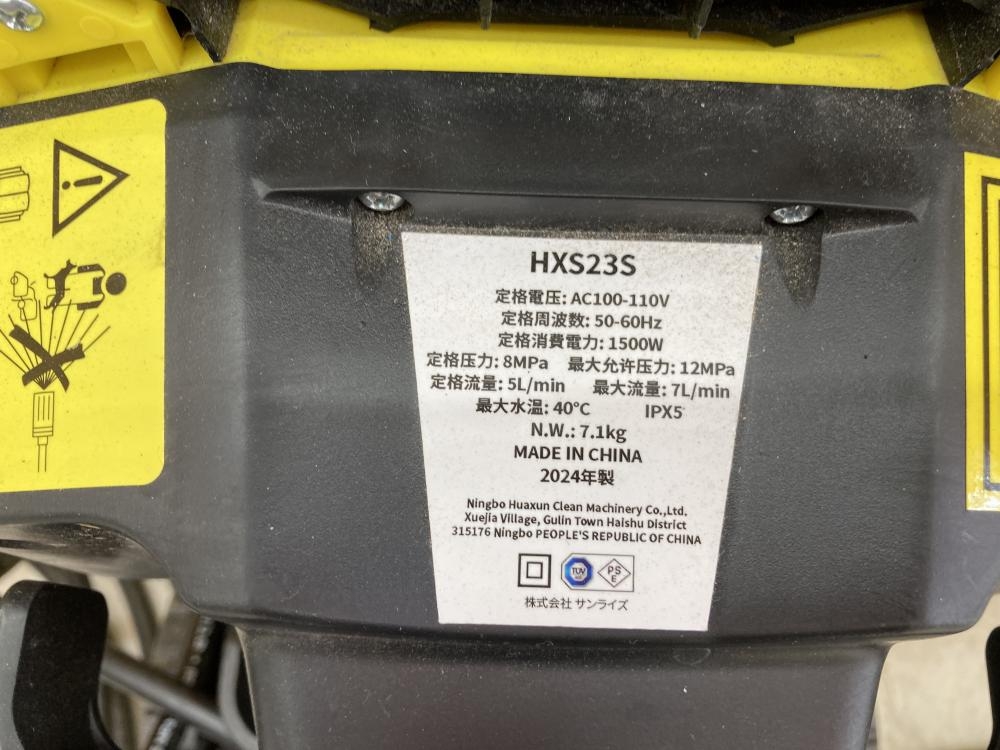 HXS23S
定格電压: AC100-110V
定格周波数: 50-60Hz
定格消費電力: 1500W
定格压力: 8MPa 最大允许压力: 12MPa
定格流量: 5L/min 最大流量: 7L/min
最大水温: 40°C IPX5
N.W.: 7.1kg
MADE IN CHINA
2024年製
Ningbo Huaxun Clean Machinery Co.,Ltd.
Xuejia Village, Gulin Town Haishu District
315176 Ningbo PEOPLE'S REPUBLIC OF CHINA
TÜV PS
E
株式会社 サンライズ